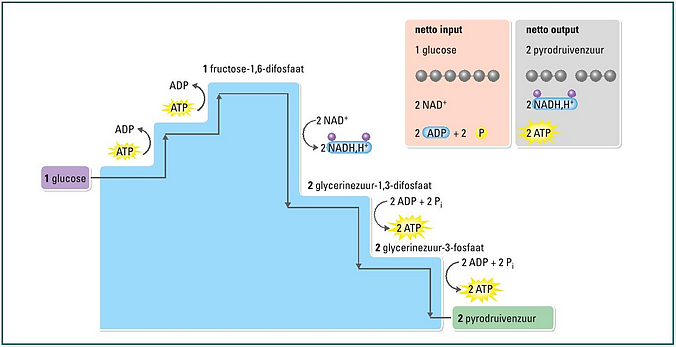 netto input
1 glucose
2 NAD⁺
2 ADP + 2 P
netto output
2 pyrodruivenzuur
2 NADH,H⁺
2 ATP
1 fructose-1,6-difosfaat
ADP
ATP
ADP
ATP
1 glucose
2 NAD⁺
2 NADH,H⁺
2 glycerinezuur-1,3-difosfaat
2 ADP + 2 Pᵢ
2 ATP
2 glycerinezuur-3-fosfaat
2 ADP + 2 Pᵢ
2 ATP
2 pyrodruivenzuur